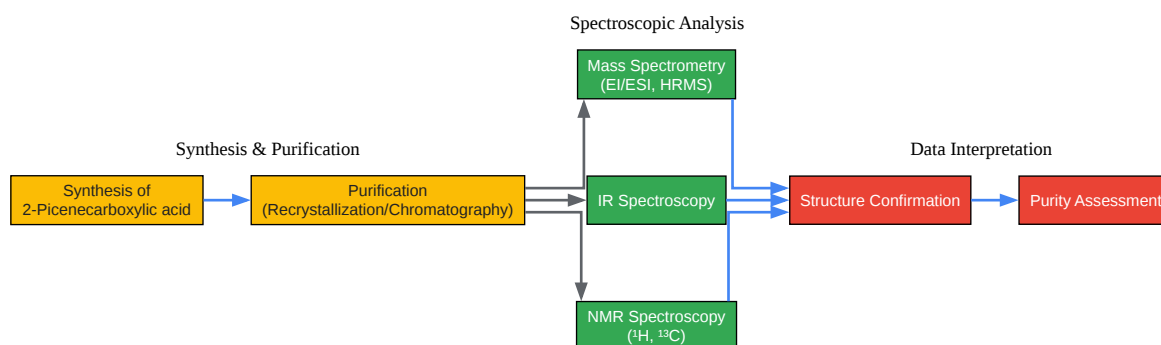 Spectroscopic Analysis
Mass Spectrometry
(EI/ESI, HRMS)
Synthesis & Purification
Data Interpretation
Synthesis of
2-Picenecarboxylic acid
Purification
(Recrystallization/Chromatography)
IR Spectroscopy
Structure Confirmation
Purity Assessment
NMR Spectroscopy
(¹H, ¹³C)